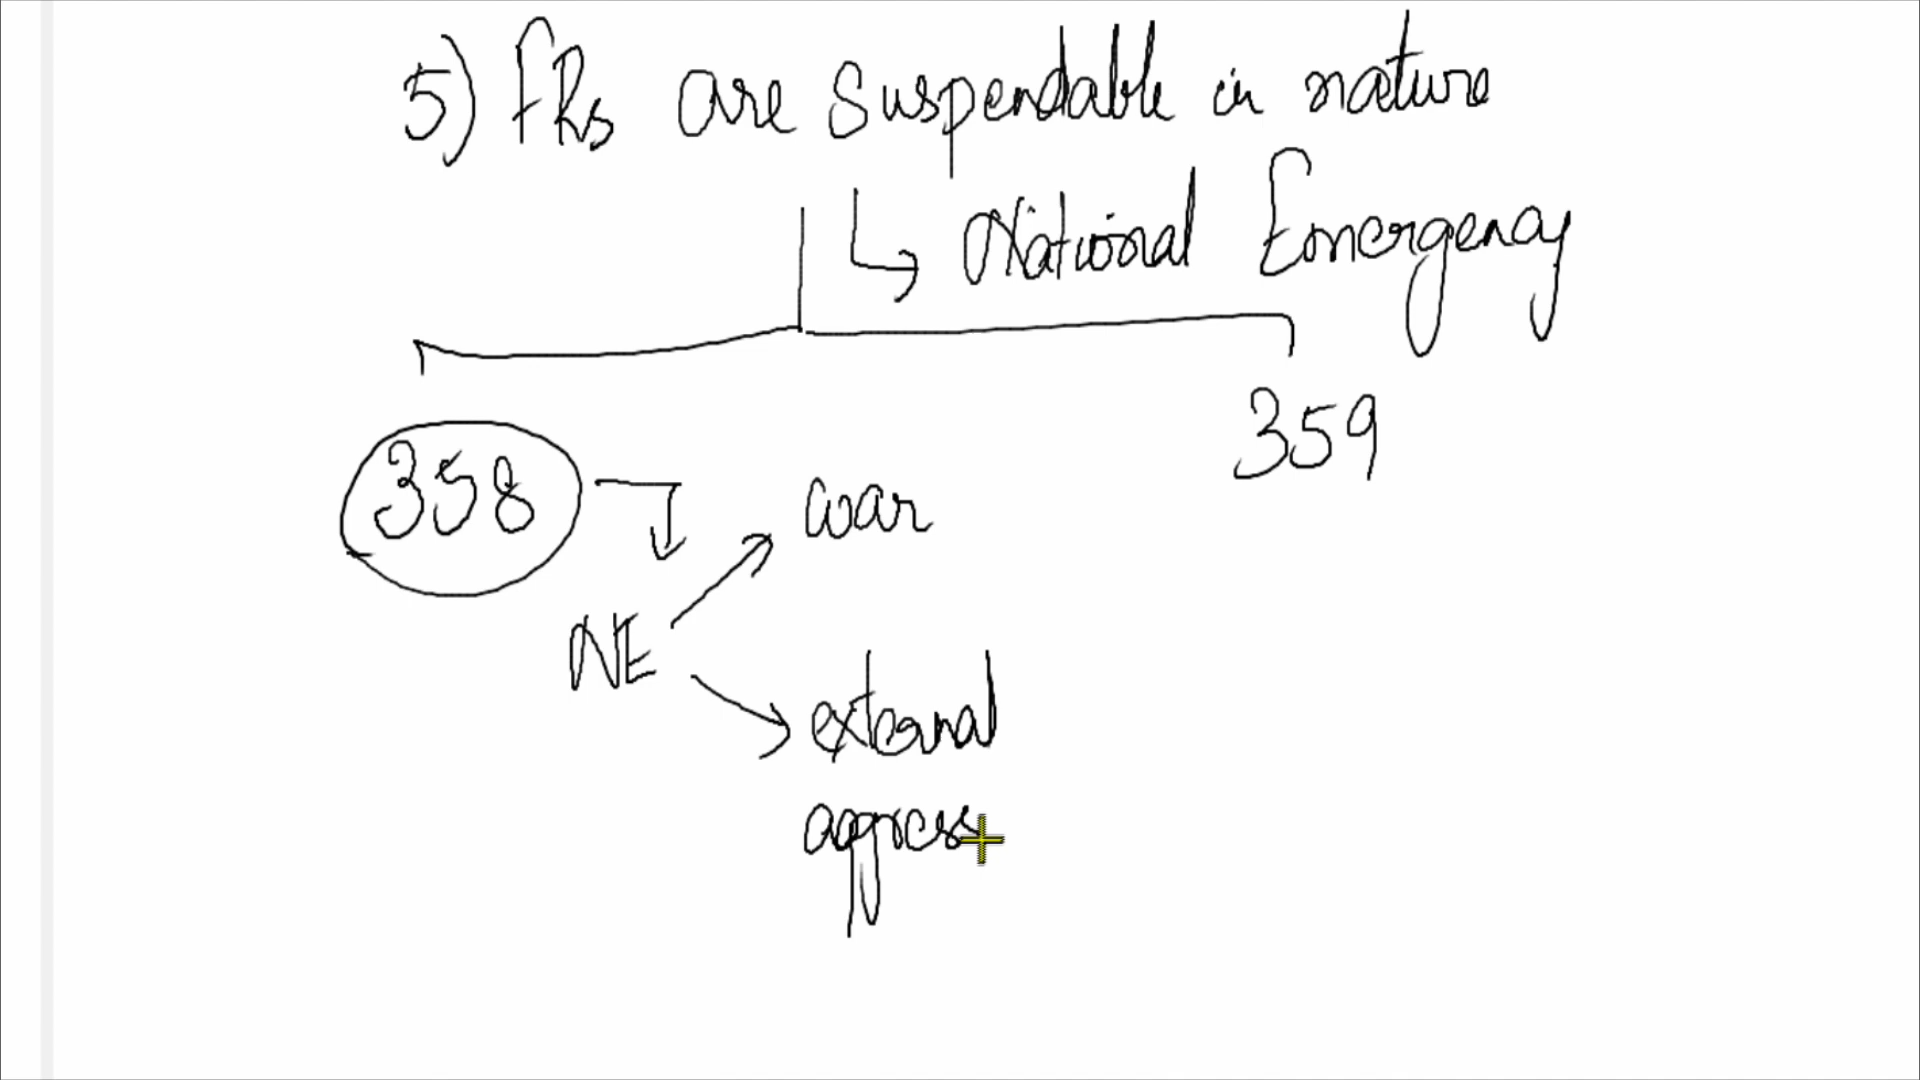 5) FRs are suspendable in nature
National Emergency
358
359
war
NE
external
aggress